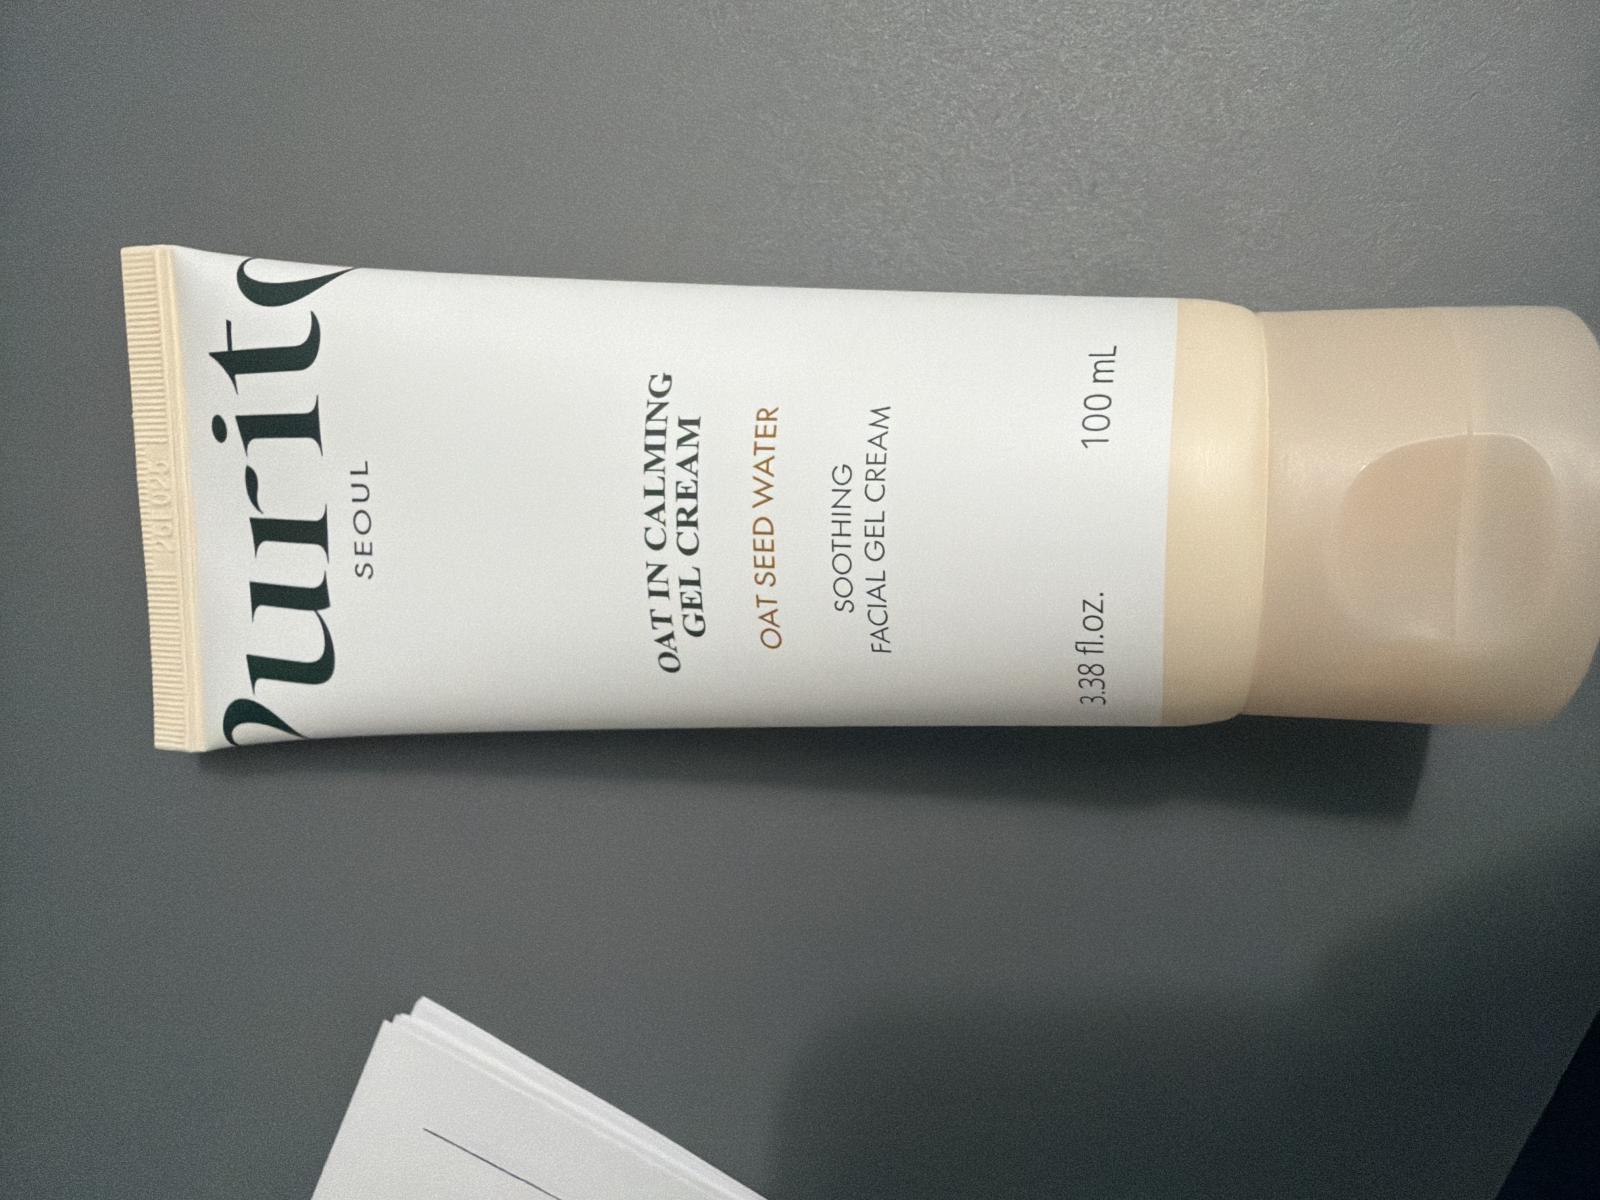 Purito
SEOUL
OAT IN CALMING
GEL CREAM
OAT SEED WATER
SOOTHING
FACIAL GEL CREAM
3.38 fl.oz. 100 mL